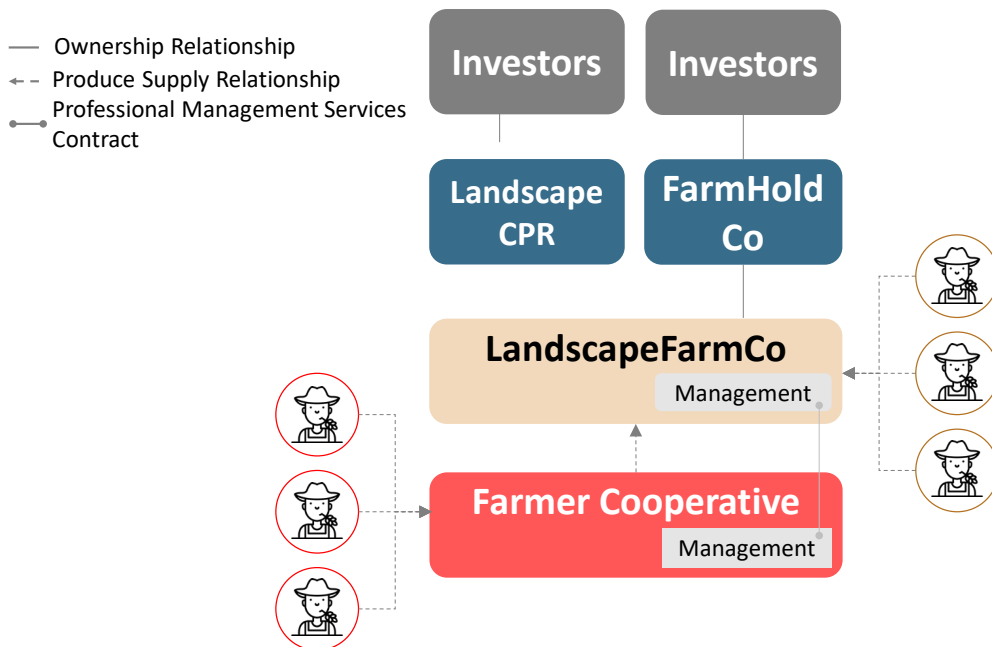 Ownership Relationship
Produce Supply Relationship
Professional Management Services
Contract
Investors
Investors
Landscape
CPR
FarmHold
Co
LandscapeFarmCo
Management
Farmer Cooperative
Management